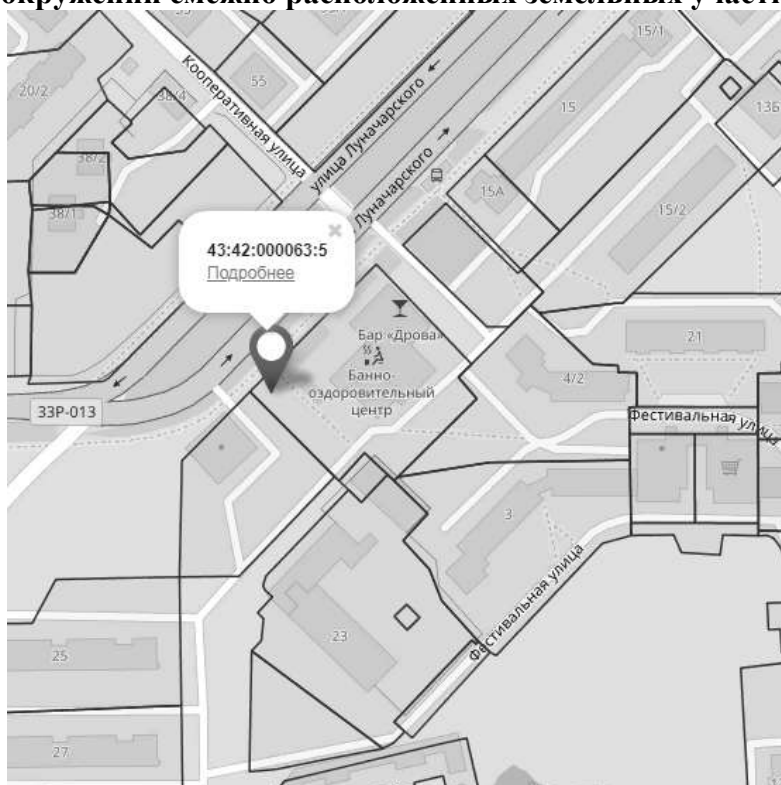 окружении смежно расположенных земельных участк
20/2
55
38/4
Кооперативная улица
улица Луначарского
15/1
15
13Б
38/2
38/1
Луначарского
15А
15/2
43:42:000063:5
Подробнее
Бар «Дрова»
Банно-
оздоровительный
центр
33Р-013
21
4/2
Фестивальная улица
3
Фестивальная улица
23
25
27